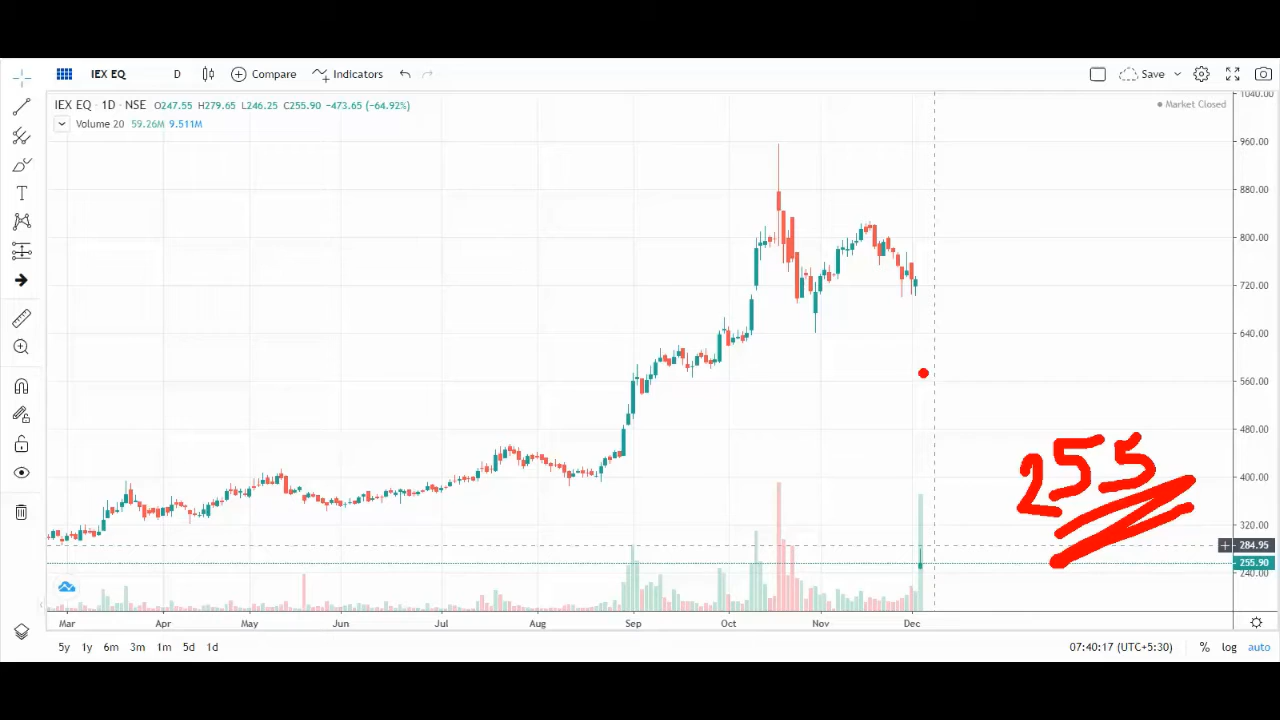 IEX EQ D Compare Indicators Save
IEX EQ · 1D · NSE O247.55 H279.65 L246.25 C255.90 −473.65 (−64.92%)
Market Closed
Volume 20 59.26M 9.511M
1040.00
960.00
880.00
800.00
720.00
640.00
560.00
480.00
400.00
320.00
284.95
255.90
240.00
255
Mar Apr May Jun Jul Aug Sep Oct Nov Dec
5y 1y 6m 3m 1m 5d 1d 07:40:17 (UTC+5:30) % log auto